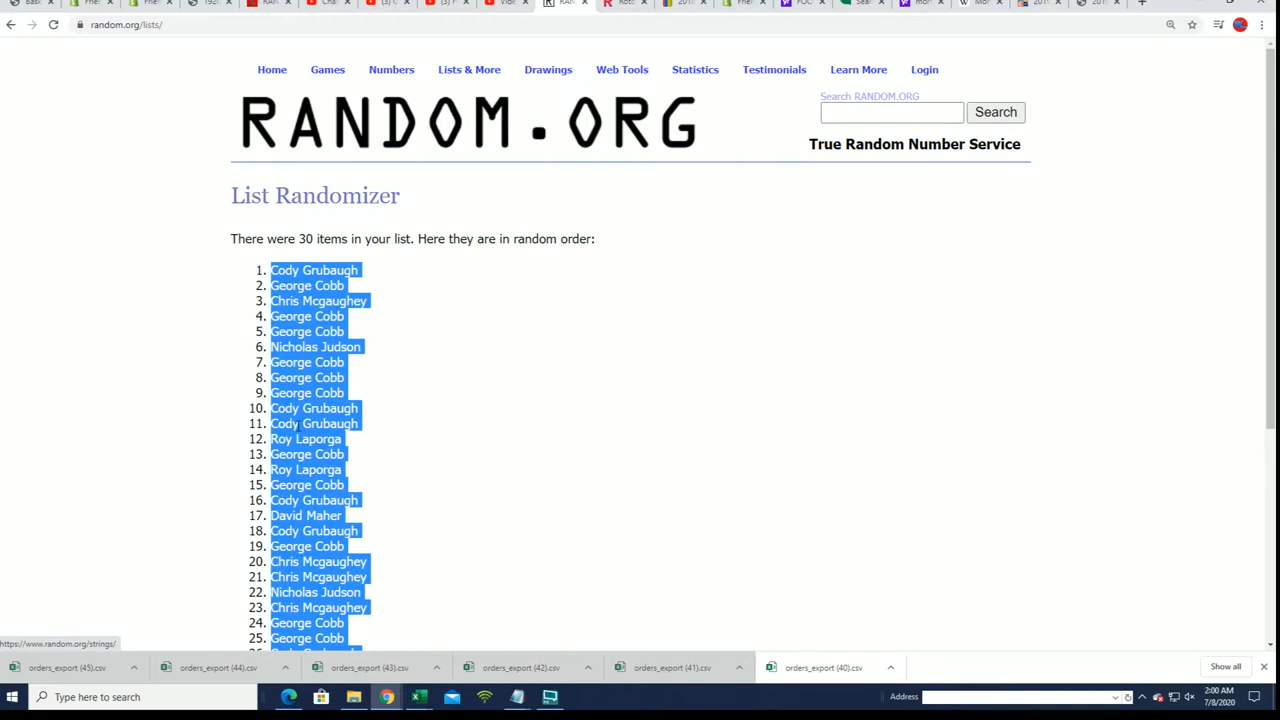 random.org/lists/
Home Games Numbers Lists & More Drawings Web Tools Statistics Testimonials Learn More Login
RANDOM.ORG
Search RANDOM.ORG
Search
True Random Number Service
List Randomizer
There were 30 items in your list. Here they are in random order:
1. Cody Grubaugh
2. George Cobb
3. Chris Mcgaughey
4. George Cobb
5. George Cobb
6. Nicholas Judson
7. George Cobb
8. George Cobb
9. George Cobb
10. Cody Grubaugh
11. Cody Grubaugh
12. Roy Laporga
13. George Cobb
14. Roy Laporga
15. George Cobb
16. Cody Grubaugh
17. David Maher
18. Cody Grubaugh
19. George Cobb
20. Chris Mcgaughey
21. Chris Mcgaughey
22. Nicholas Judson
23. Chris Mcgaughey
24. George Cobb
25. George Cobb
https://www.random.org/strings/
orders_export (45).csv orders_export (44).csv orders_export (43).csv orders_export (42).csv orders_export (41).csv orders_export (40).csv Show all
Type here to search
Address
2:00 AM
7/8/2020